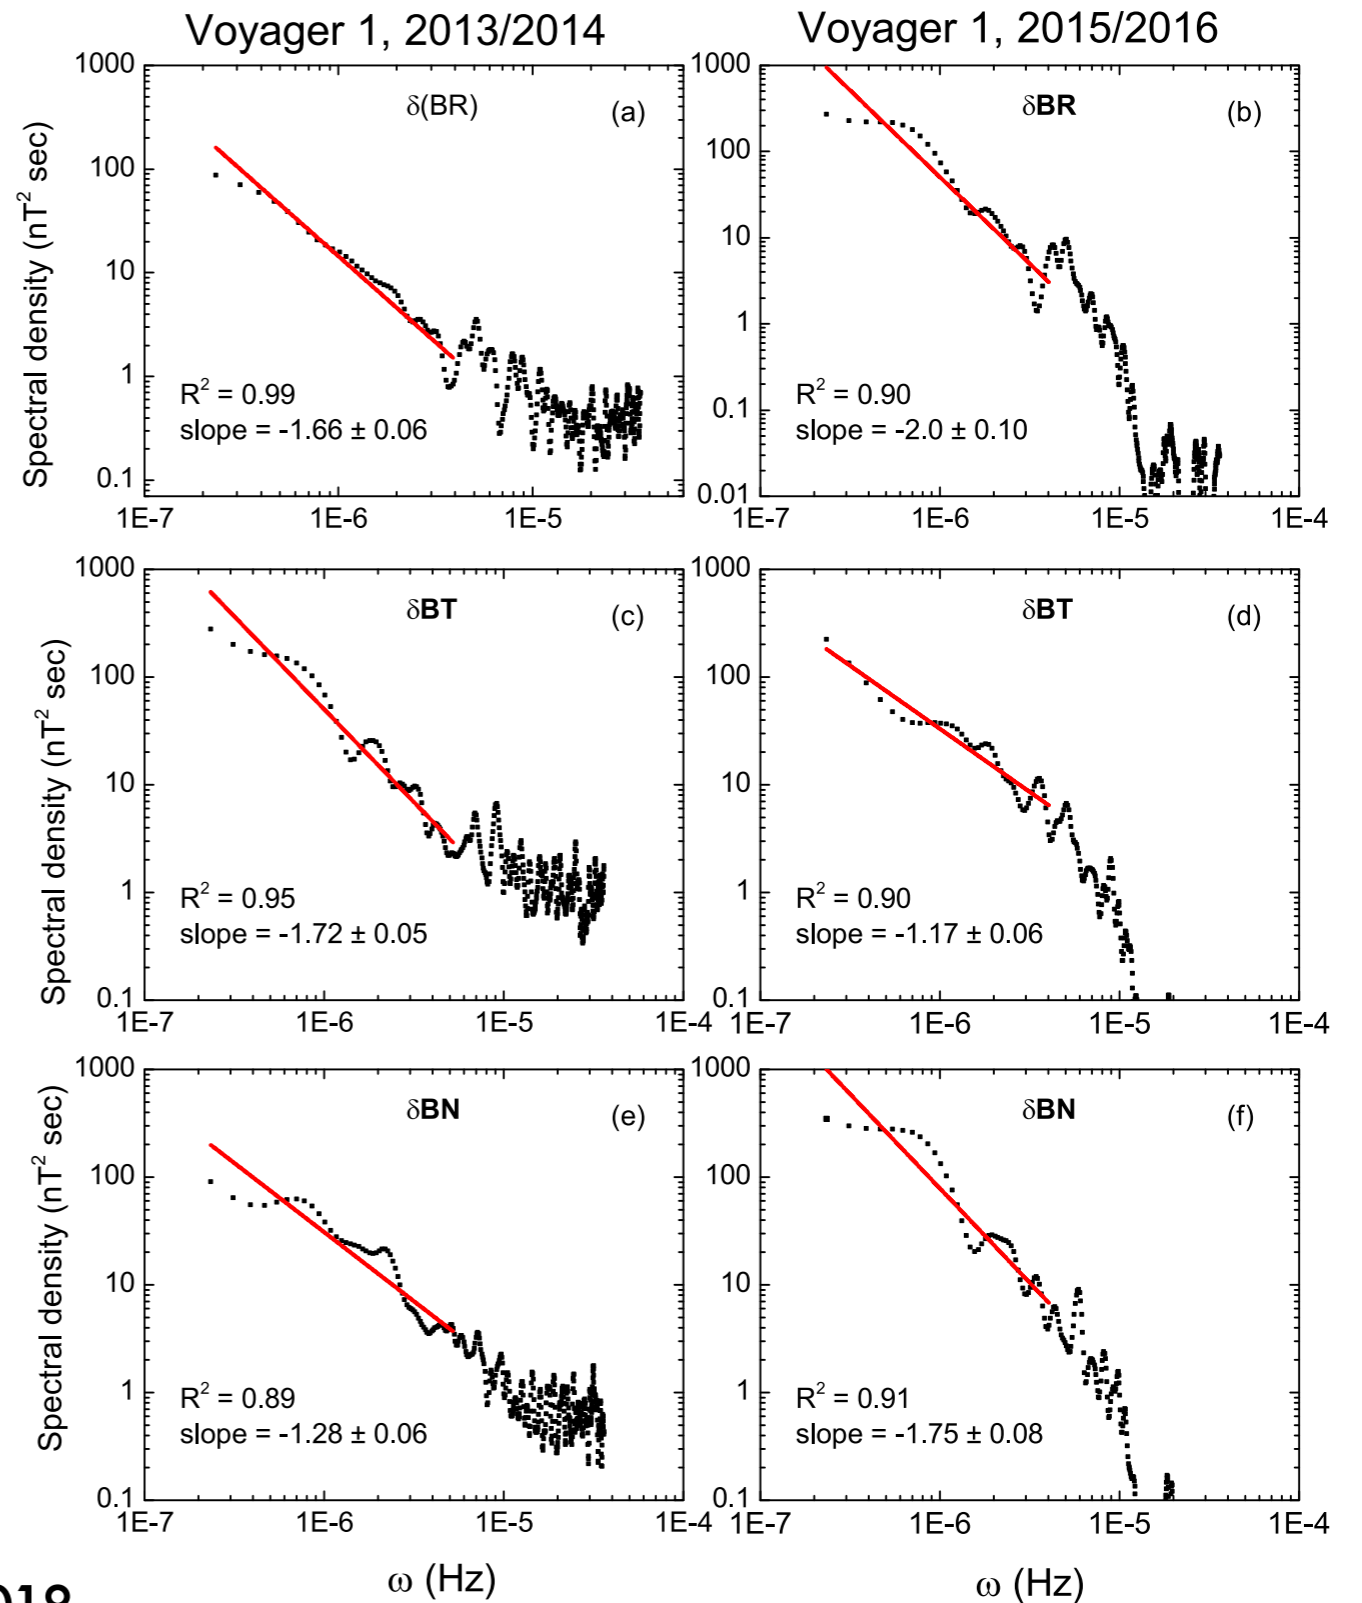 Voyager 1, 2013/2014
Voyager 1, 2015/2016
1000
100
10
1
0.1
1E-7
1E-6
1E-5
Spectral density (nT² sec)
δ(BR)
(a)
R² = 0.99
slope = -1.66 ± 0.06
1000
100
10
1
0.1
0.01
1E-7
1E-6
1E-5
1E-4
δBR
(b)
R² = 0.90
slope = -2.0 ± 0.10
1000
100
10
1
0.1
1E-7
1E-6
1E-5
1E-4
Spectral density (nT² sec)
δBT
(c)
R² = 0.95
slope = -1.72 ± 0.05
1000
100
10
1
0.1
1E-7
1E-6
1E-5
1E-4
δBT
(d)
R² = 0.90
slope = -1.17 ± 0.06
1000
100
10
1
0.1
1E-7
1E-6
1E-5
1E-4
Spectral density (nT² sec)
δBN
(e)
R² = 0.89
slope = -1.28 ± 0.06
ω (Hz)
1000
100
10
1
0.1
1E-7
1E-6
1E-5
1E-4
δBN
(f)
R² = 0.91
slope = -1.75 ± 0.08
ω (Hz)